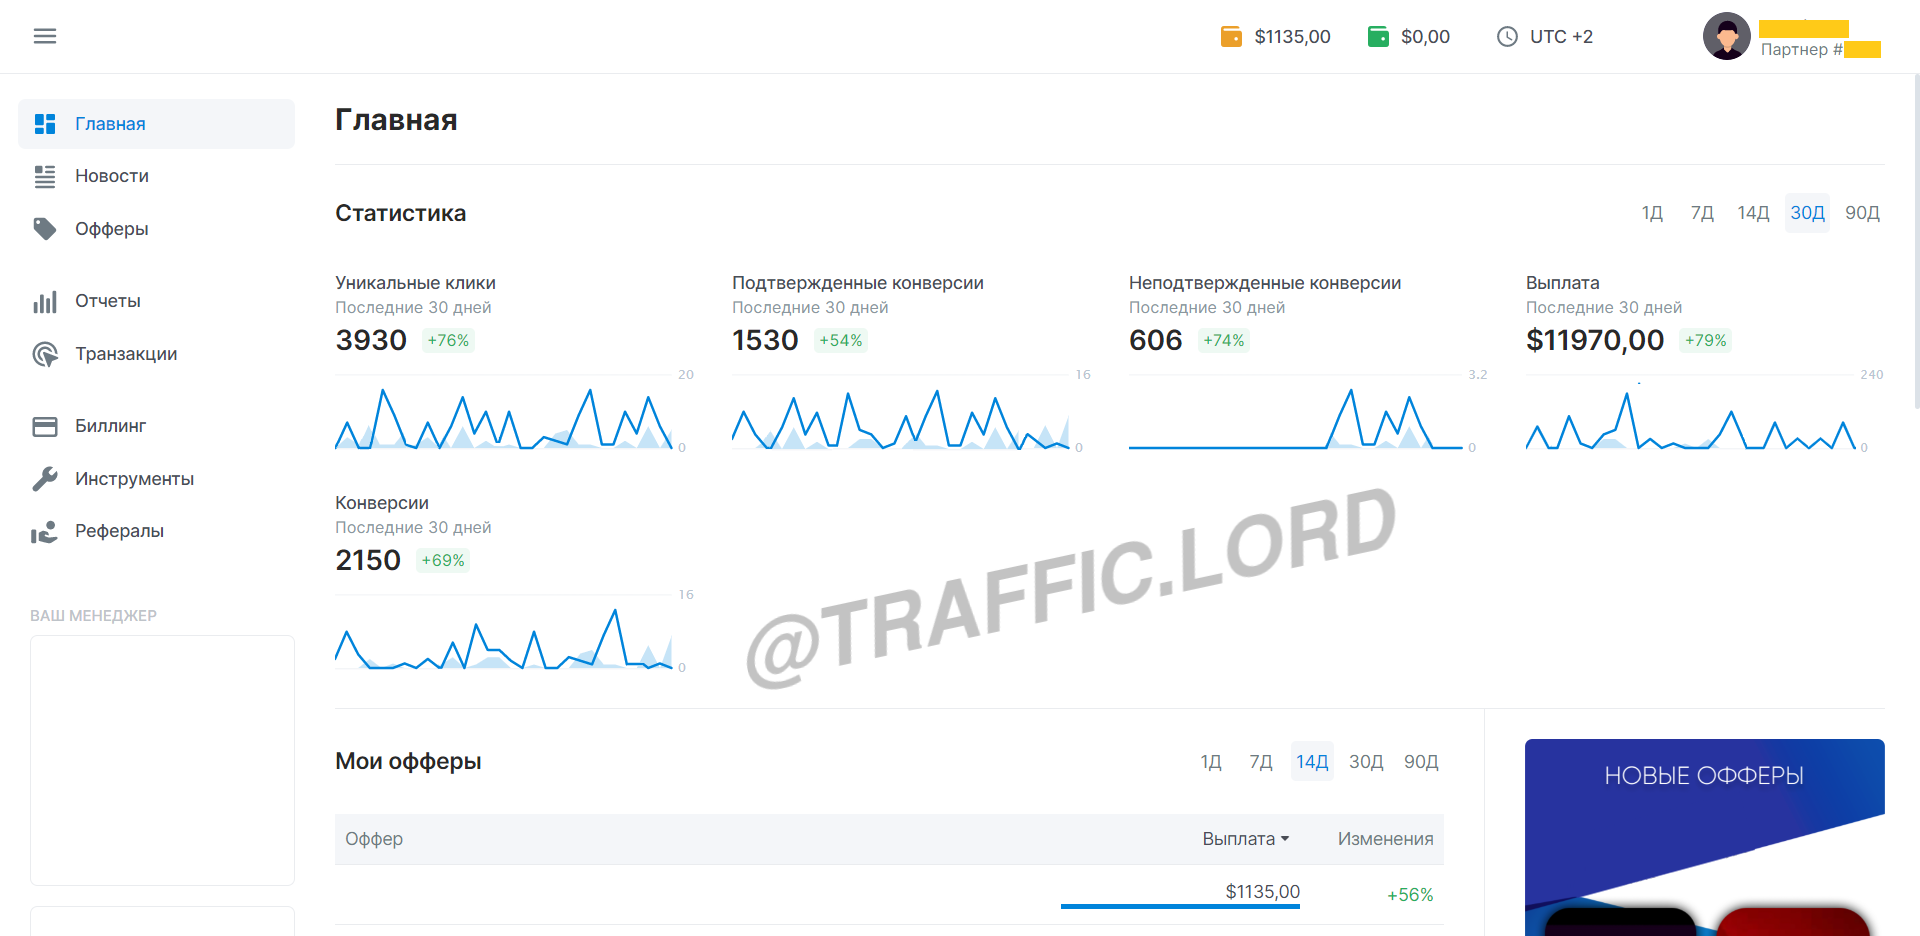 $1135,00 $0,00 UTC +2
Партнер #
Главная
Новости
Офферы
Отчеты
Транзакции
Биллинг
Инструменты
Рефералы
ВАШ МЕНЕДЖЕР
Главная
Статистика
1Д 7Д 14Д 30Д 90Д
Уникальные клики
Последние 30 дней
3930 +76%
20
0
Подтвержденные конверсии
Последние 30 дней
1530 +54%
16
0
Неподтвержденные конверсии
Последние 30 дней
606 +74%
3.2
0
Выплата
Последние 30 дней
$11970,00 +79%
240
0
Конверсии
Последние 30 дней
2150 +69%
16
0
@TRAFFIC.LORD
Мои офферы
1Д 7Д 14Д 30Д 90Д
Оффер Выплата Изменения
$1135,00 +56%
НОВЫЕ ОФФЕРЫ